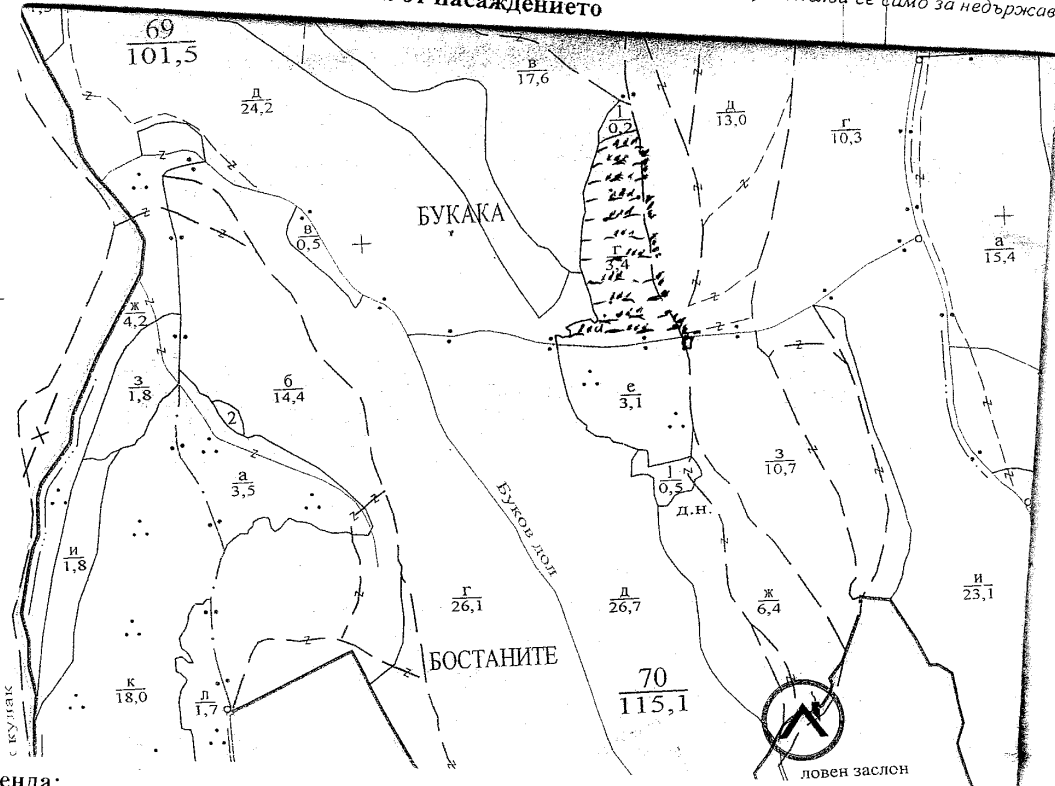 от насаждението
се само за недържав
69
101,5
д
24,2
в
17,6
1
0,2
д
13,0
г
10,3
а
15,4
БУКАКА
в
0,5
г
3,4
ж
4,2
з
1,8
б
14,4
2
е
3,1
а
3,5
з
10,7
1
0,5
д.н.
Буков дол
и
1,8
г
26,1
д
26,7
ж
6,4
и
23,1
БОСТАНИТЕ
к
18,0
л
1,7
70
115,1
кулак
ловен заслон
енда: